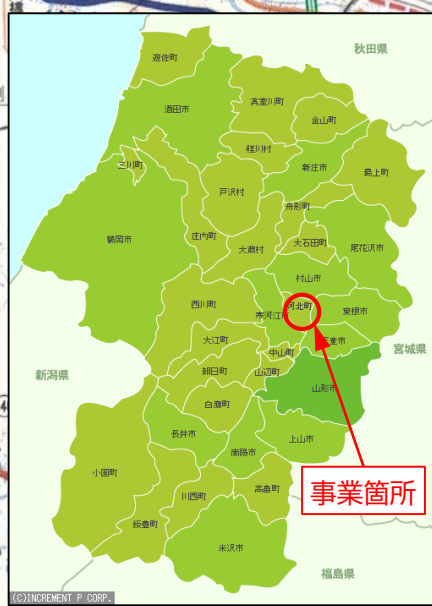 秋田県
遊佐町
酒田市
真室川町
金山町
鮭川村
三川町
新庄市
最上町
戸沢村
舟形町
鶴岡市
庄内町
大蔵村
大石田町
尾花沢市
村山市
西川町
河北町
寒河江市
東根市
大江町
天童市
中山町
宮城県
朝日町
山辺町
新潟県
山形市
白鷹町
長井市
上山市
南陽市
小国町
川西町
高畠町
事業箇所
飯豊町
米沢市
福島県
(C)INCREMENT P CORP.